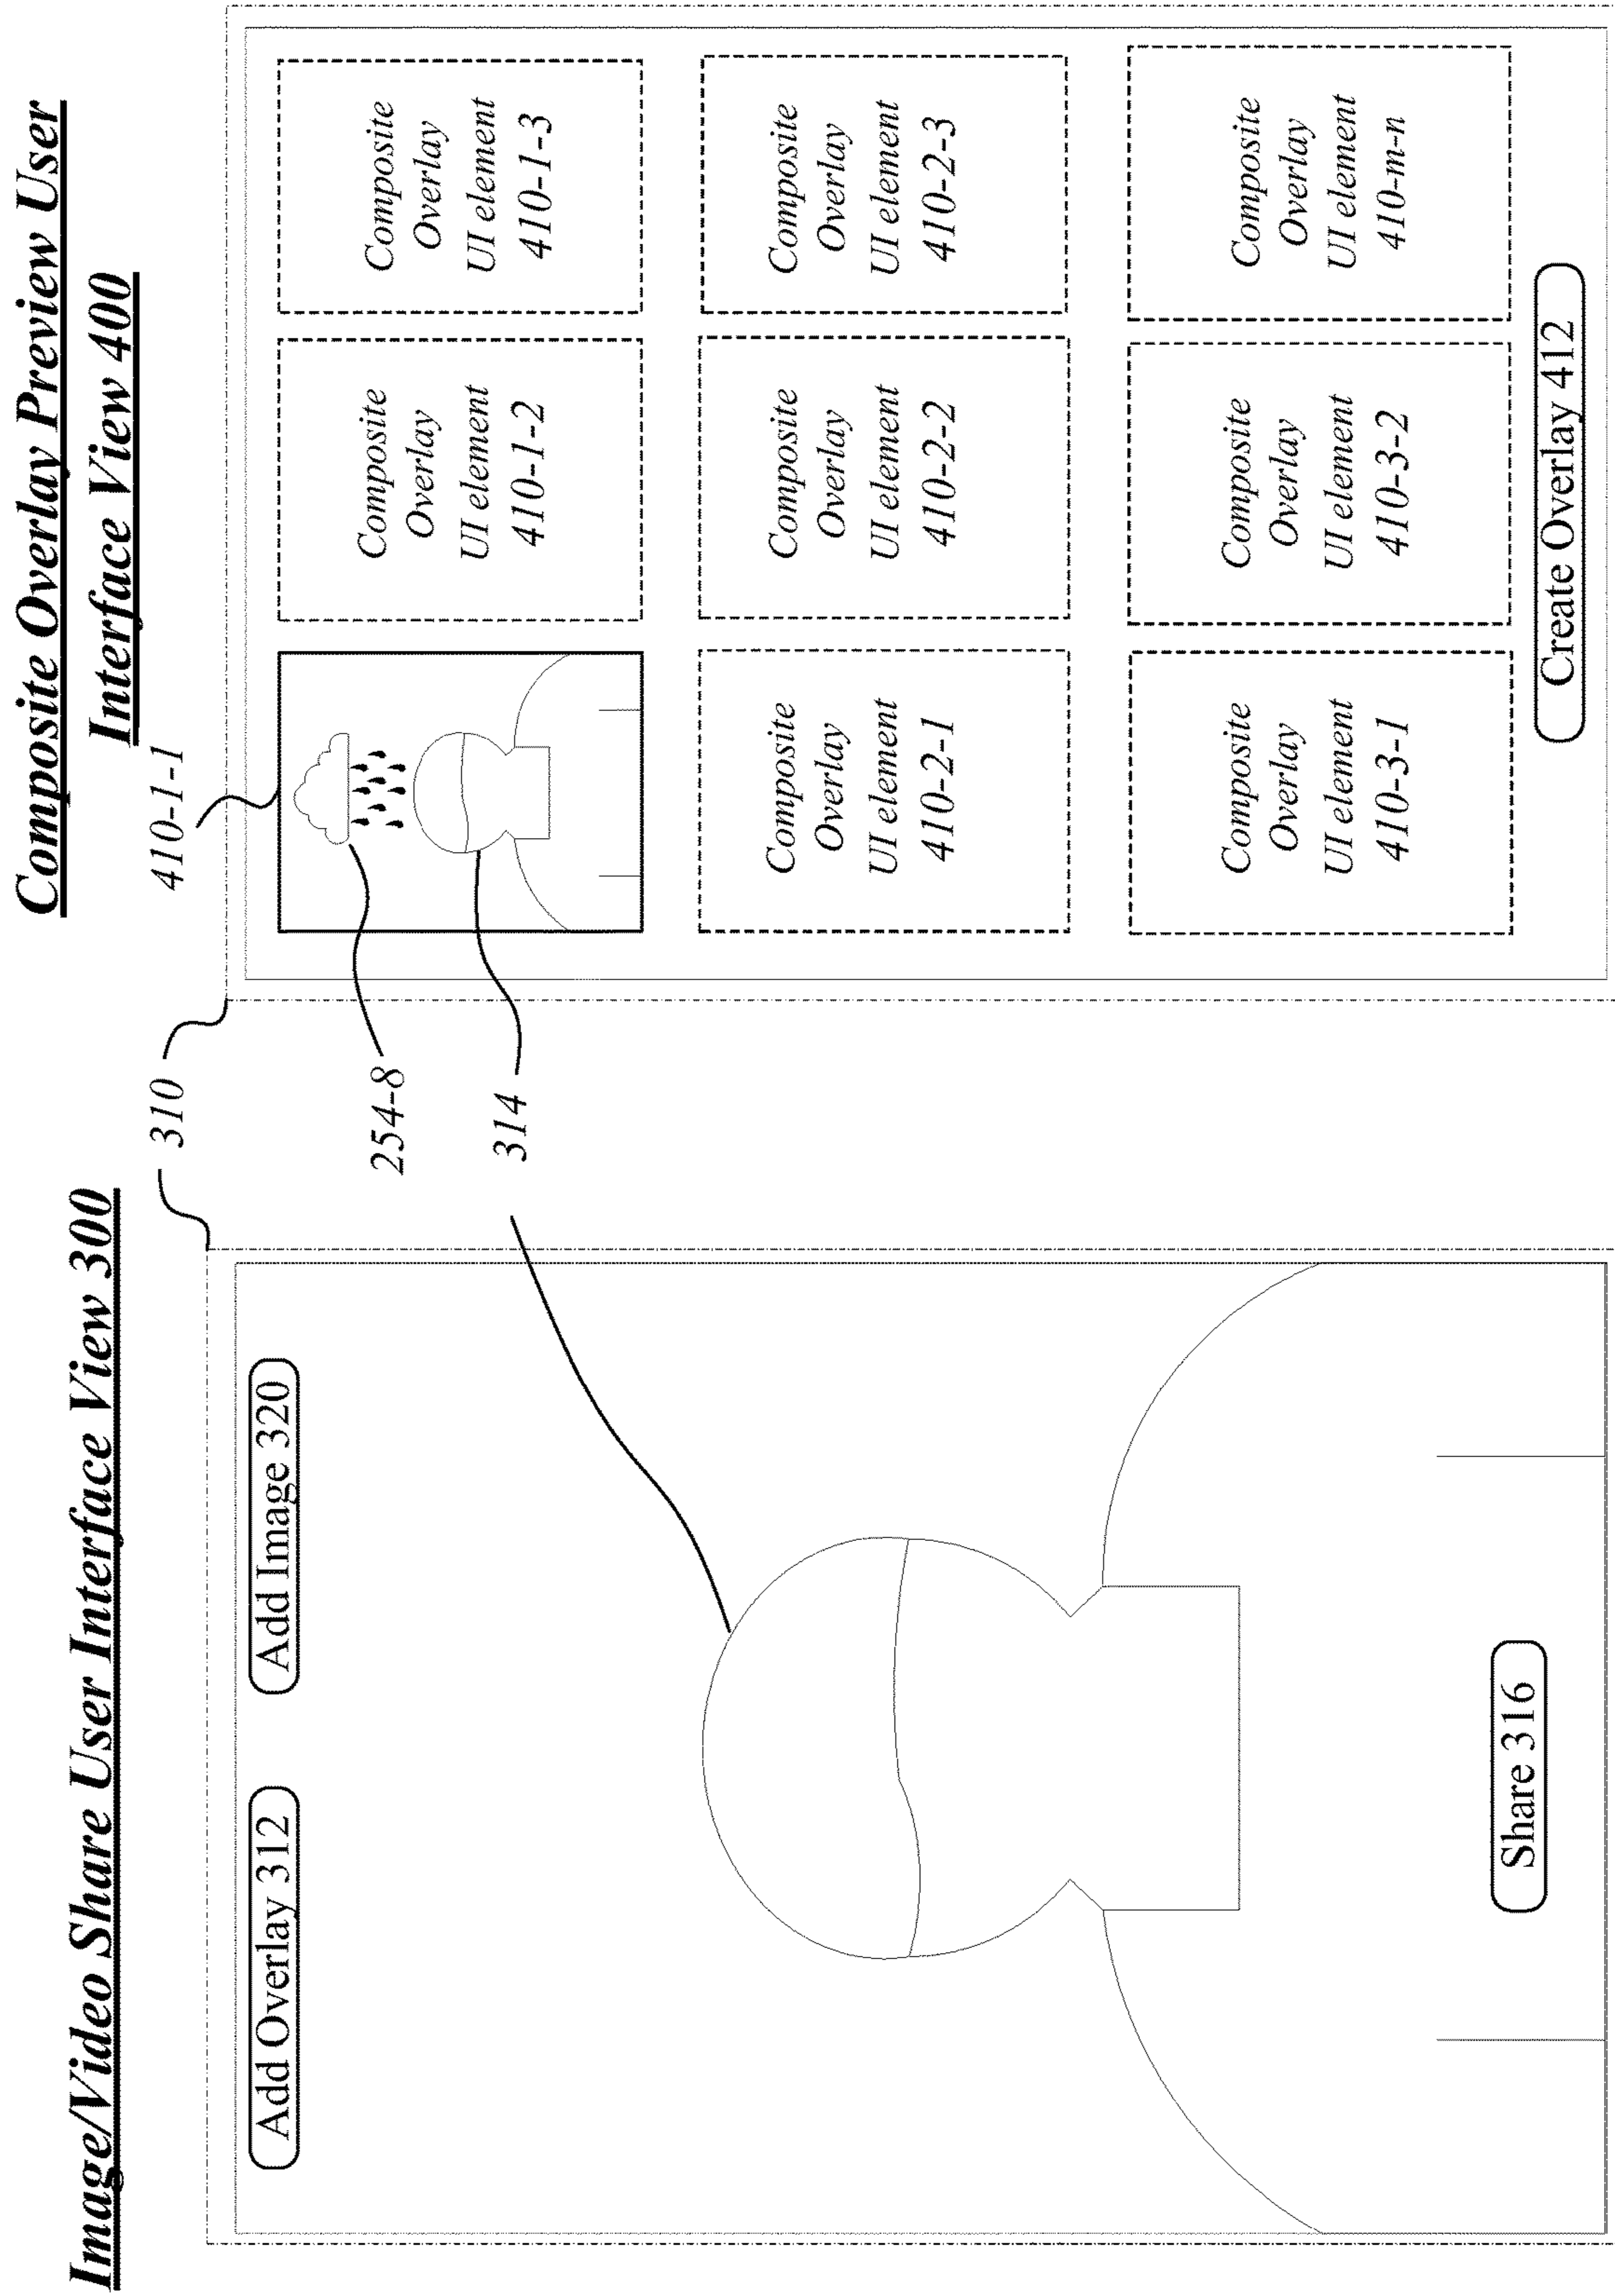 Image/Video Share User Interface View 300
310
Add Overlay 312
Add Image 320
314
254-8
Share 316
Composite Overlay Preview User
Interface View 400
410-1-1
Composite
Overlay
UI element
410-1-2
Composite
Overlay
UI element
410-1-3
Composite
Overlay
UI element
410-2-1
Composite
Overlay
UI element
410-2-2
Composite
Overlay
UI element
410-2-3
Composite
Overlay
UI element
410-3-1
Composite
Overlay
UI element
410-3-2
Composite
Overlay
UI element
410-m-n
Create Overlay 412